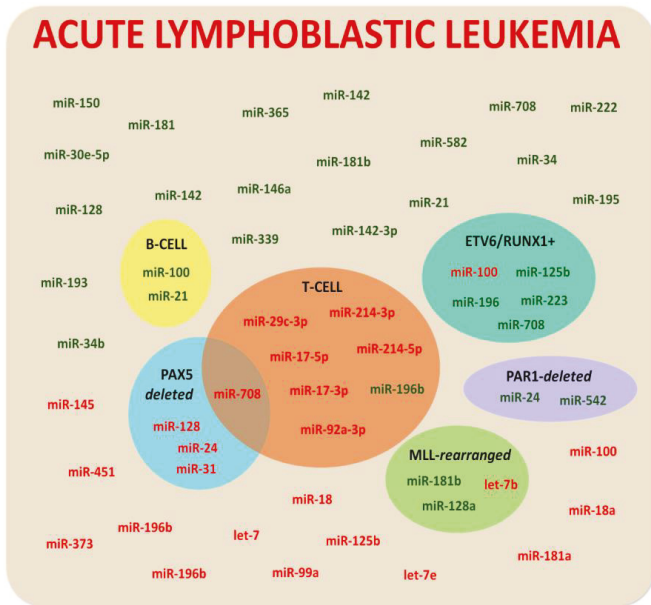 ACUTE LYMPHOBLASTIC LEUKEMIA
miR-150
miR-181
miR-365
miR-142
miR-708
miR-222
miR-30e-5p
miR-582
miR-34
miR-181b
miR-142
miR-146a
miR-128
miR-21
miR-195
miR-339
miR-142-3p
miR-193
miR-34b
B-CELL
miR-100
miR-21
ETV6/RUNX1+
miR-100
miR-125b
miR-196
miR-223
miR-708
T-CELL
miR-29c-3p
miR-214-3p
miR-17-5p
miR-214-5p
miR-17-3p
miR-196b
miR-92a-3p
miR-708
PAX5
deleted
miR-128
miR-24
miR-31
PAR1-deleted
miR-24
miR-542
MLL-rearranged
miR-181b
let-7b
miR-128a
miR-145
miR-451
miR-100
miR-18
miR-18a
miR-196b
let-7
miR-125b
miR-373
miR-181a
miR-196b
miR-99a
let-7e